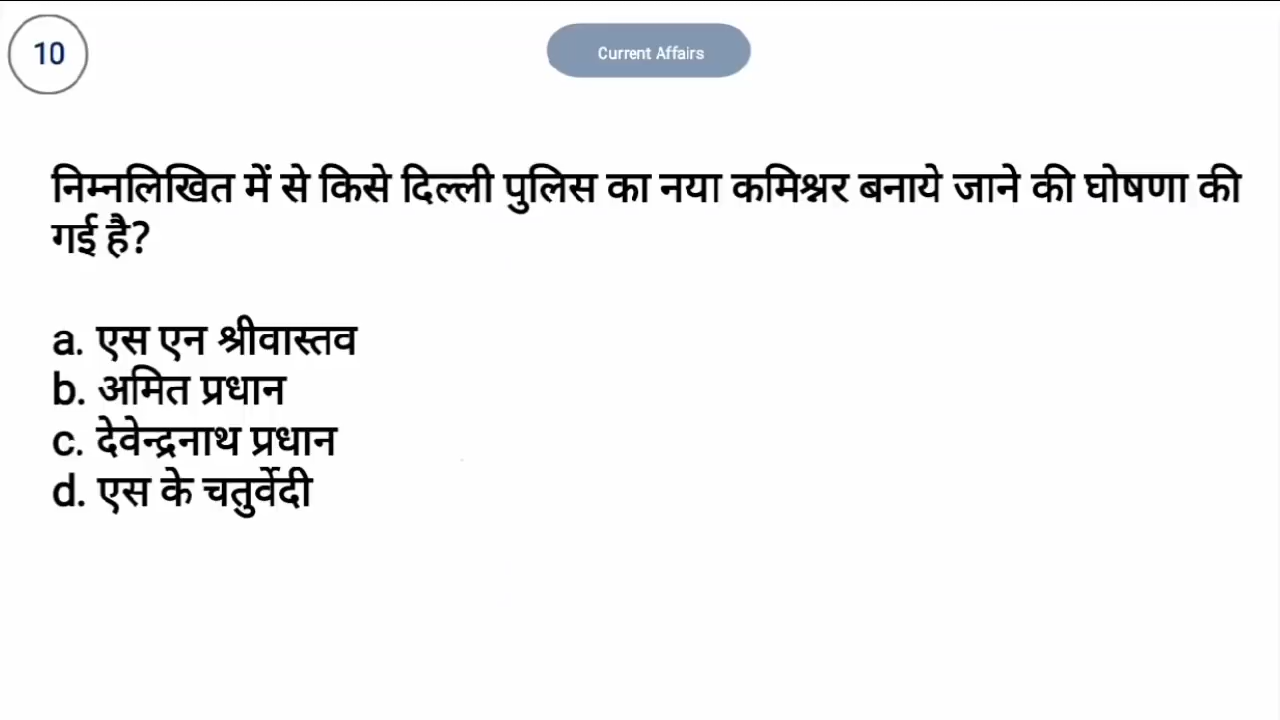 10
Current Affairs
निम्नलिखित में से किसे दिल्ली पुलिस का नया कमिश्नर बनाये जाने की घोषणा की
गई है?
a. एस एन श्रीवास्तव
b. अमित प्रधान
c. देवेन्द्रनाथ प्रधान
d. एस के चतुर्वेदी